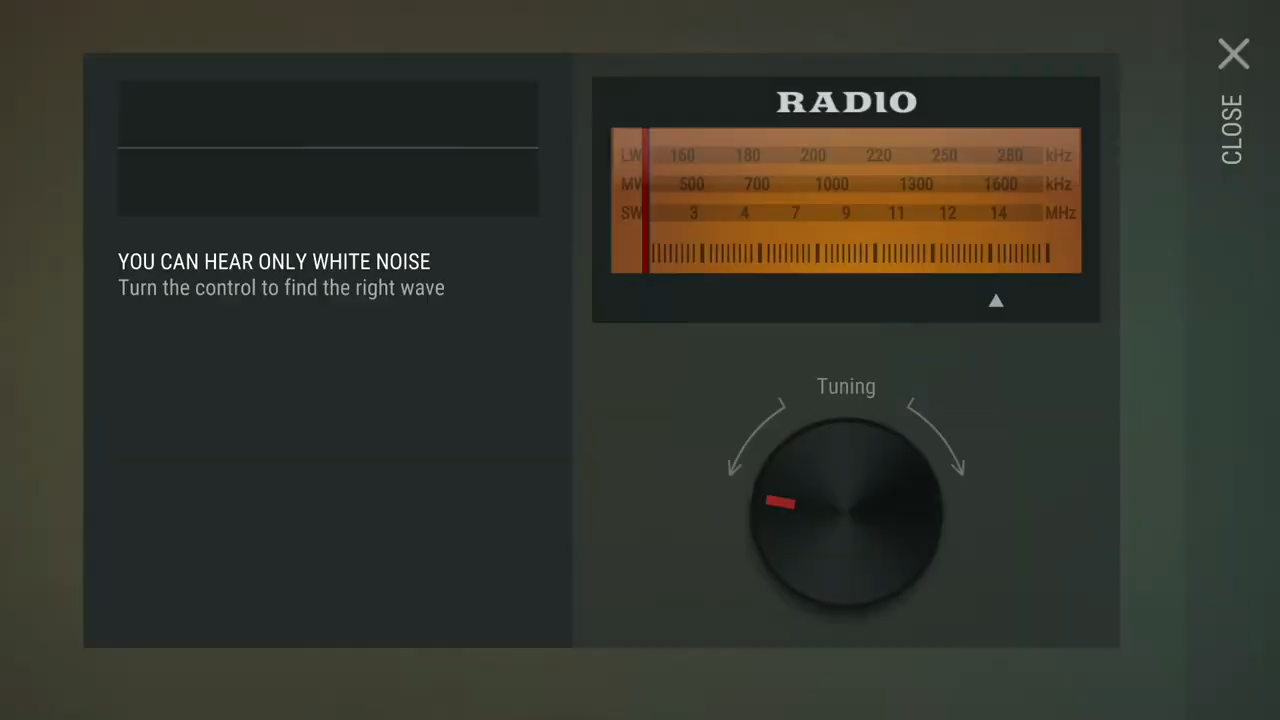 RADIO
LW 160 180 200 220 250 280 kHz
MW 500 700 1000 1300 1600 kHz
SW 3 4 7 9 11 12 14 MHz
YOU CAN HEAR ONLY WHITE NOISE
Turn the control to find the right wave
Tuning
CLOSE